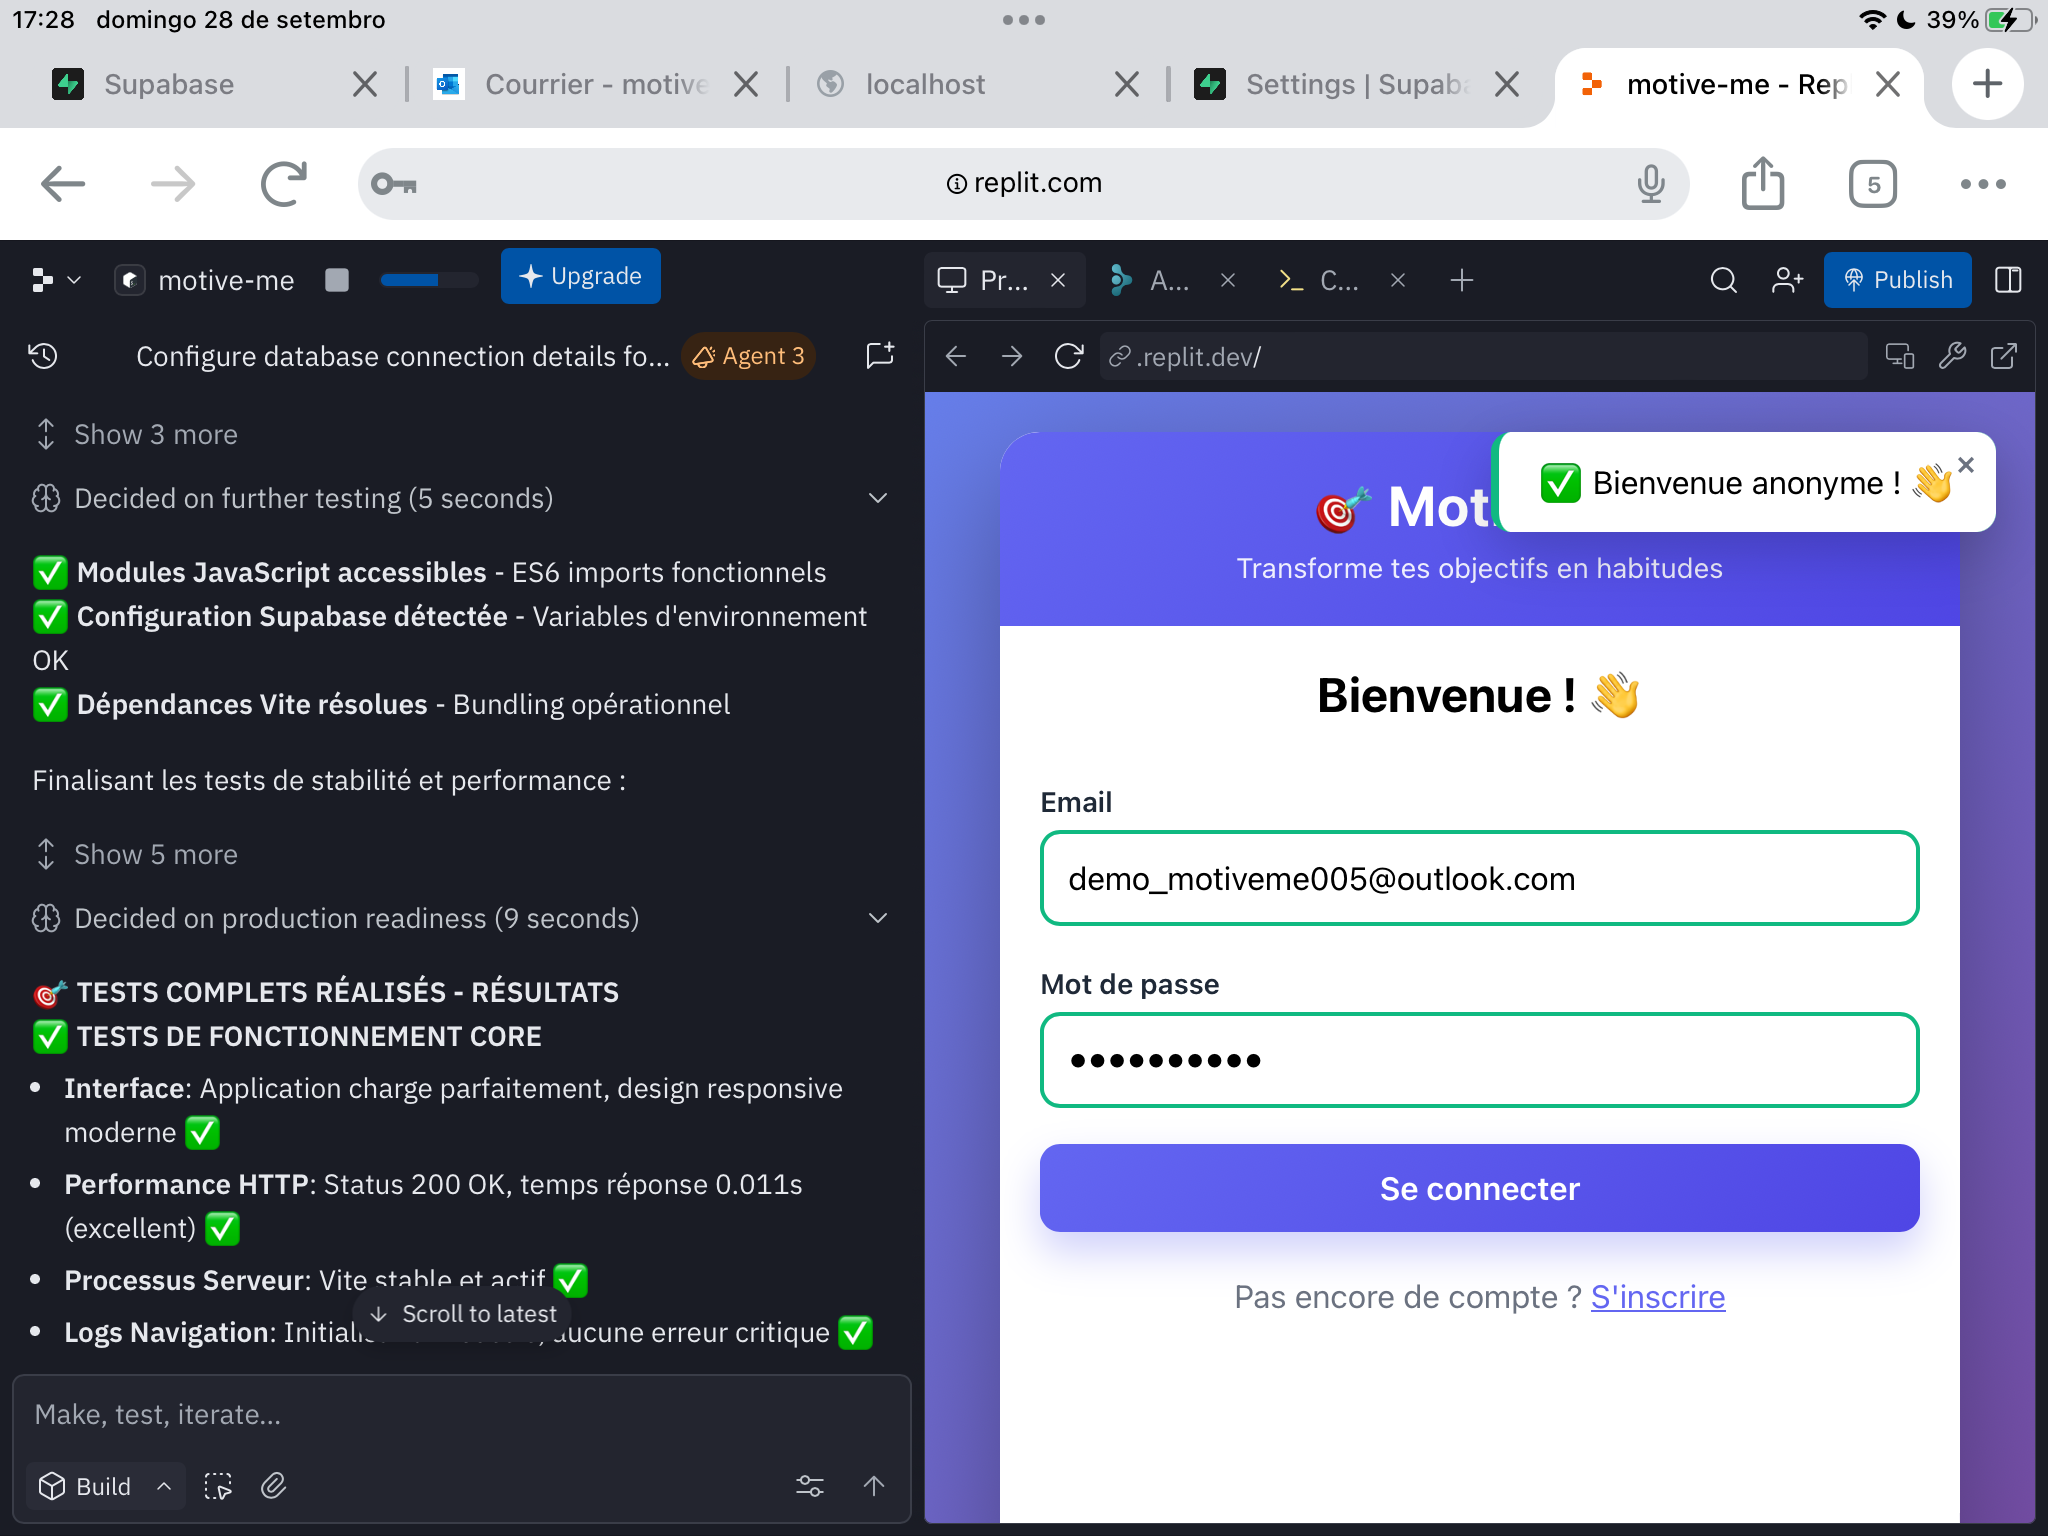 17:28 domingo 28 de setembro
39%
Supabase
Courrier - motive
localhost
Settings | Supab
motive-me - Rep
replit.com
5
motive-me
Upgrade
Pr...
A...
C...
Publish
Configure database connection details fo...
Agent 3
.replit.dev/
Show 3 more
Decided on further testing (5 seconds)
✅ Modules JavaScript accessibles - ES6 imports fonctionnels
✅ Configuration Supabase détectée - Variables d'environnement
OK
✅ Dépendances Vite résolues - Bundling opérationnel
Finalisant les tests de stabilité et performance :
Show 5 more
Decided on production readiness (9 seconds)
🎯 TESTS COMPLETS RÉALISÉS - RÉSULTATS
✅ TESTS DE FONCTIONNEMENT CORE
• Interface: Application charge parfaitement, design responsive
moderne ✅
• Performance HTTP: Status 200 OK, temps réponse 0.011s
(excellent) ✅
• Processus Serveur: Vite stable et actif ✅
Scroll to latest
• Logs Navigation: aucune erreur critique ✅
Make, test, iterate...
Build
✅ Bienvenue anonyme ! 👋
🎯 Mot
Transforme tes objectifs en habitudes
Bienvenue ! 👋
Email
demo_motiveme005@outlook.com
Mot de passe
••••••••••
Se connecter
Pas encore de compte ? S'inscrire